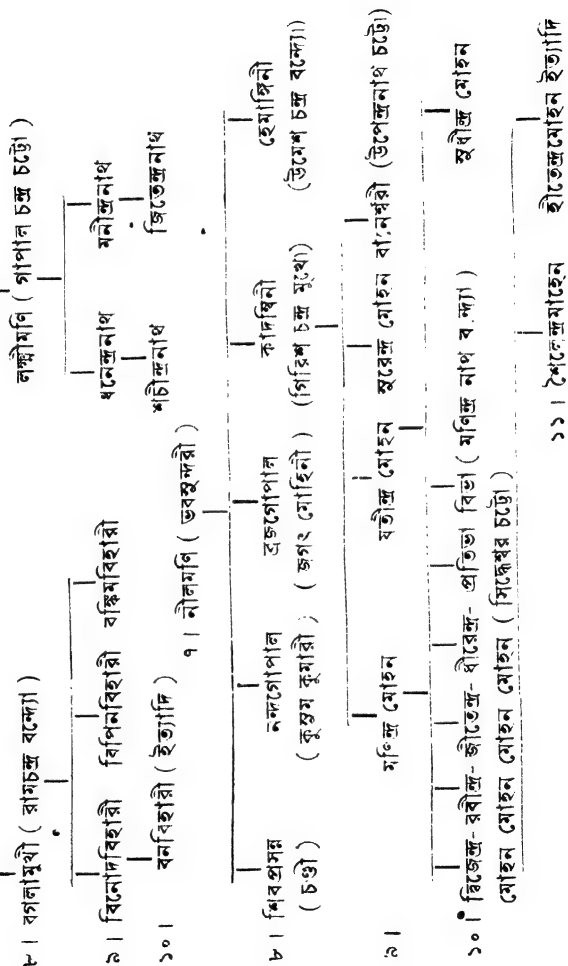 লক্ষ্মীমণি ( গোপাল চন্দ্র চট্টো )
৮। বগলামুখী ( রামচন্দ্র বন্দ্যো )
ধনেন্দ্রনাথ মনীন্দ্রনাথ
৯। বিনোদবিহারী বিপিনবিহারী বঙ্কিমবিহারী
শচীন্দ্রনাথ জিতেন্দ্রনাথ
১০। বনবিহারী ( ইত্যাদি )
৭। নীলমণি ( ভবসুন্দরী )
৮। শিবপ্রসন্ন নন্দগোপাল ব্রজগোপাল কাদম্বিনী হেমাঙ্গিনী
( চণ্ডী ) ( কুসুম কুমারী ) ( জগৎ মোহিনী ) (গিরিশ চন্দ্র মুখো) (উমেশ চন্দ্র বন্দ্যো)
৯। মণিন্দ্র মোহন যতীন্দ্র মোহন সুরেন্দ্র মোহন বানেশ্বরী (উপেন্দ্রনাথ চট্টো)
১০। দ্বিজেন্দ্র- রবীন্দ্র- জীতেন্দ্র- ধীরেন্দ্র- প্রতিভা বিভা ( মণিন্দ্র নাথ বন্দ্যা ) সুধীন্দ্র মোহন
মোহন মোহন মোহন মোহন ( সিদ্ধেশ্বর চট্টো )
১১। শৈলেন্দ্রমোহন হীতেন্দ্রমোহন ইত্যাদি